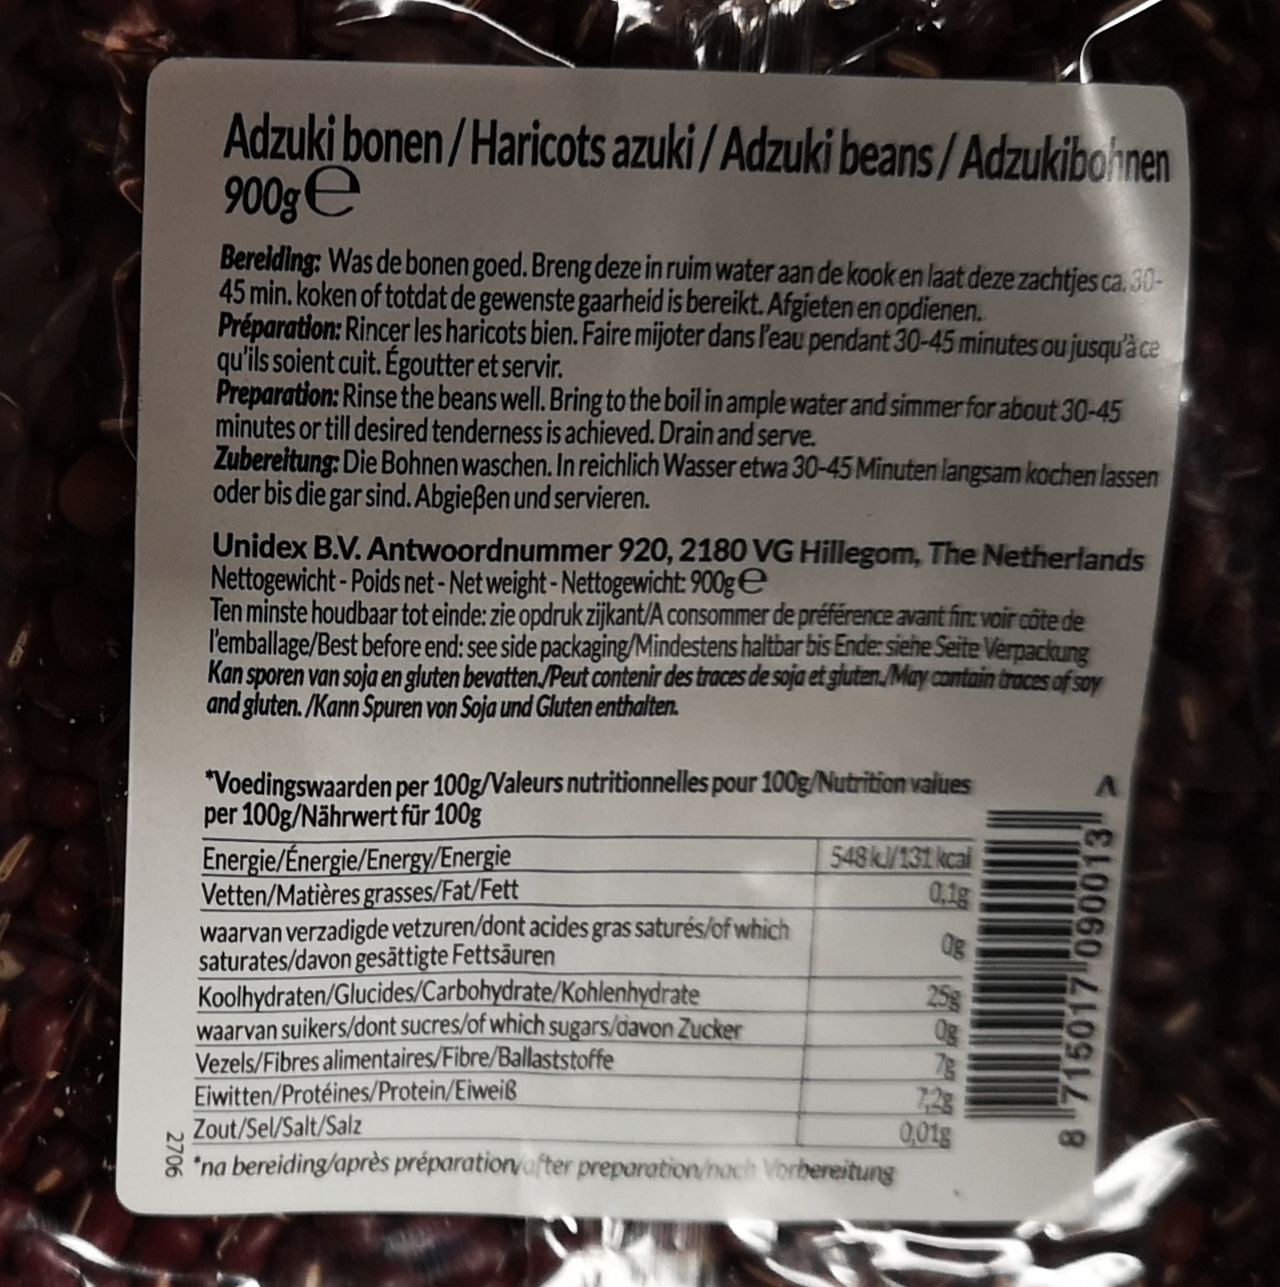 Adzuki bonen / Haricots azuki / Adzuki beans / Adzukibohnen
900g ℮
Bereiding: Was de bonen goed. Breng deze in ruim water aan de kook en laat deze zachtjes ca. 30-
45 min. koken of totdat de gewenste gaarheid is bereikt. Afgieten en opdienen.
Préparation: Rincer les haricots bien. Faire mijoter dans l'eau pendant 30-45 minutes ou jusqu'à ce
qu'ils soient cuit. Égoutter et servir.
Preparation: Rinse the beans well. Bring to the boil in ample water and simmer for about 30-45
minutes or till desired tenderness is achieved. Drain and serve.
Zubereitung: Die Bohnen waschen. In reichlich Wasser etwa 30-45 Minuten langsam kochen lassen
oder bis die gar sind. Abgießen und servieren.
Unidex B.V. Antwoordnummer 920, 2180 VG Hillegom, The Netherlands
Nettogewicht - Poids net - Net weight - Nettogewicht: 900g ℮
Ten minste houdbaar tot einde: zie opdruk zijkant/A consommer de préférence avant fin: voir côte de
l'emballage/Best before end: see side packaging/Mindestens haltbar bis Ende: siehe Seite Verpackung
Kan sporen van soja en gluten bevatten./Peut contenir des traces de soja et gluten./May contain traces of soy
and gluten. /Kann Spuren von Soja und Gluten enthalten.
*Voedingswaarden per 100g/Valeurs nutritionnelles pour 100g/Nutrition values
per 100g/Nährwert für 100g
Energie/Énergie/Energy/Energie 548 kJ/131 kcal
Vetten/Matières grasses/Fat/Fett 0,1g
waarvan verzadigde vetzuren/dont acides gras saturés/of which
saturates/davon gesättigte Fettsäuren 0g
Koolhydraten/Glucides/Carbohydrate/Kohlenhydrate 25g
waarvan suikers/dont sucres/of which sugars/davon Zucker 0g
Vezels/Fibres alimentaires/Fibre/Ballaststoffe 7g
Eiwitten/Protéines/Protein/Eiweiß 7,2g
Zout/Sel/Salt/Salz 0,01g
*na bereiding/après préparation/after preparation/nach Vorbereitung
2706
8 715017 090013 >